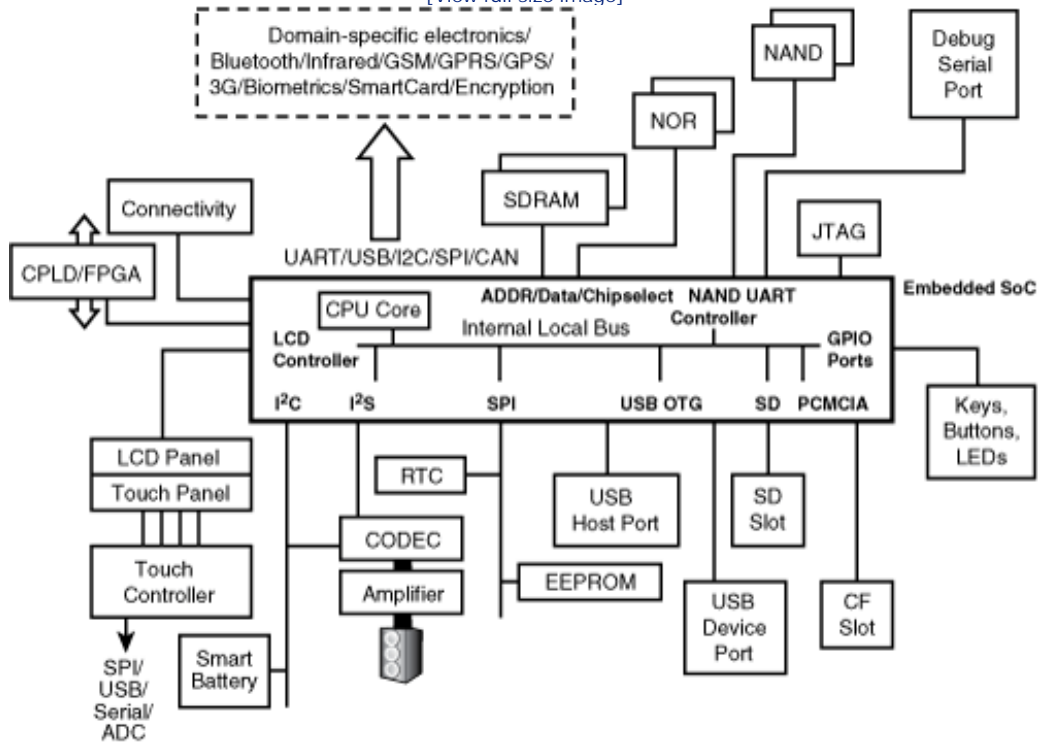 [View full size image]
Domain-specific electronics/
Bluetooth/Infrared/GSM/GPRS/GPS/
3G/Biometrics/SmartCard/Encryption
NAND
Debug
Serial
Port
NOR
SDRAM
Connectivity
JTAG
CPLD/FPGA
UART/USB/I2C/SPI/CAN
Embedded SoC
ADDR/Data/Chipselect
NAND UART
Controller
CPU Core
Internal Local Bus
LCD
Controller
GPIO
Ports
I²C
I²S
SPI
USB OTG
SD
PCMCIA
Keys,
Buttons,
LEDs
LCD Panel
Touch Panel
RTC
USB
Host Port
SD
Slot
CODEC
Touch
Controller
Amplifier
EEPROM
USB
Device
Port
CF
Slot
Smart
Battery
SPI/
USB/
Serial/
ADC